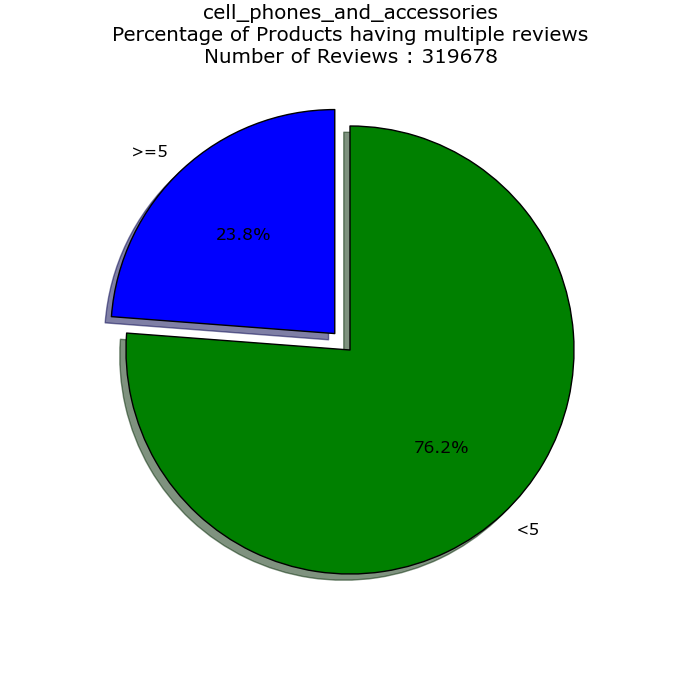 cell_phones_and_accessories
Percentage of Products having multiple reviews
Number of Reviews : 319678
>=5
23.8%
76.2%
<5